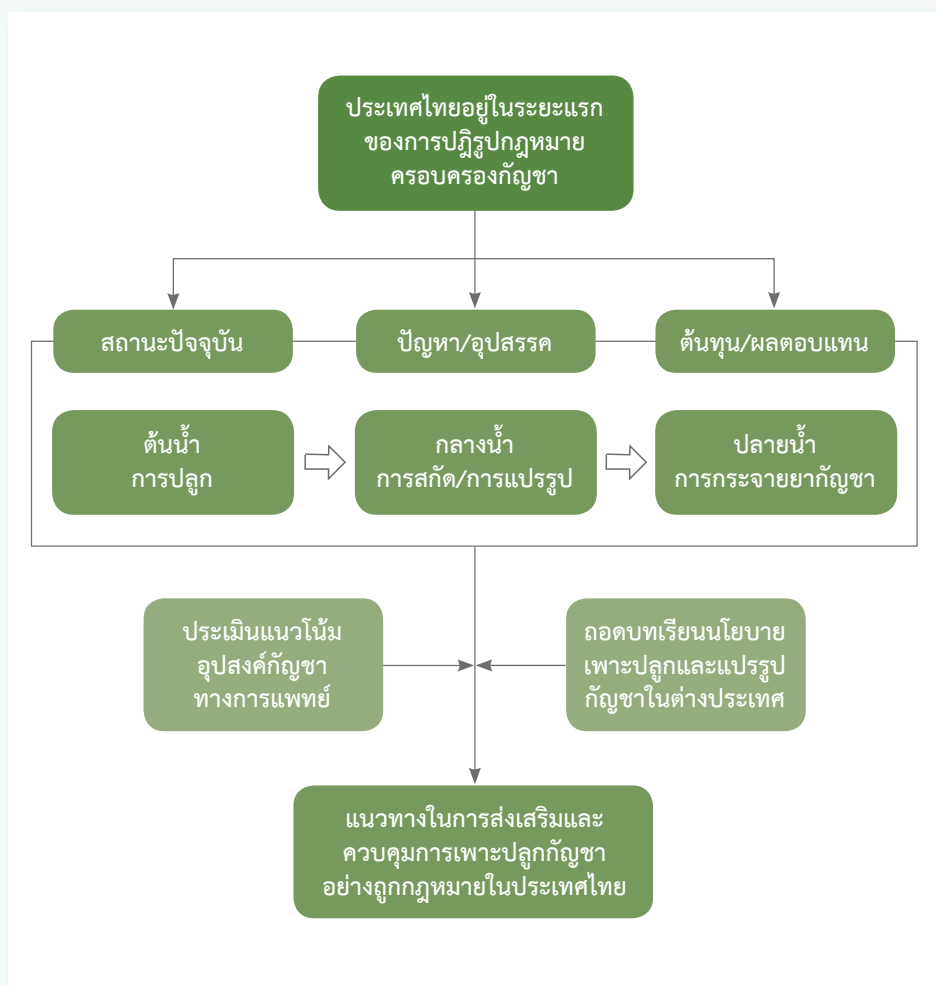 ประเทศไทยอยู่ในระยะแรก
ของการปฎิรูปกฎหมาย
ครอบครองกัญชา
สถานะปัจจุบัน
ปัญหา/อุปสรรค
ต้นทุน/ผลตอบแทน
ต้นน้ำ
การปลูก
กลางน้ำ
การสกัด/การแปรรูป
ปลายน้ำ
การกระจายยากัญชา
ประเมินแนวโน้ม
อุปสงค์กัญชา
ทางการแพทย์
ถอดบทเรียนนโยบาย
เพาะปลูกและแปรรูป
กัญชาในต่างประเทศ
แนวทางในการส่งเสริมและ
ควบคุมการเพาะปลูกกัญชา
อย่างถูกกฎหมายในประเทศไทย